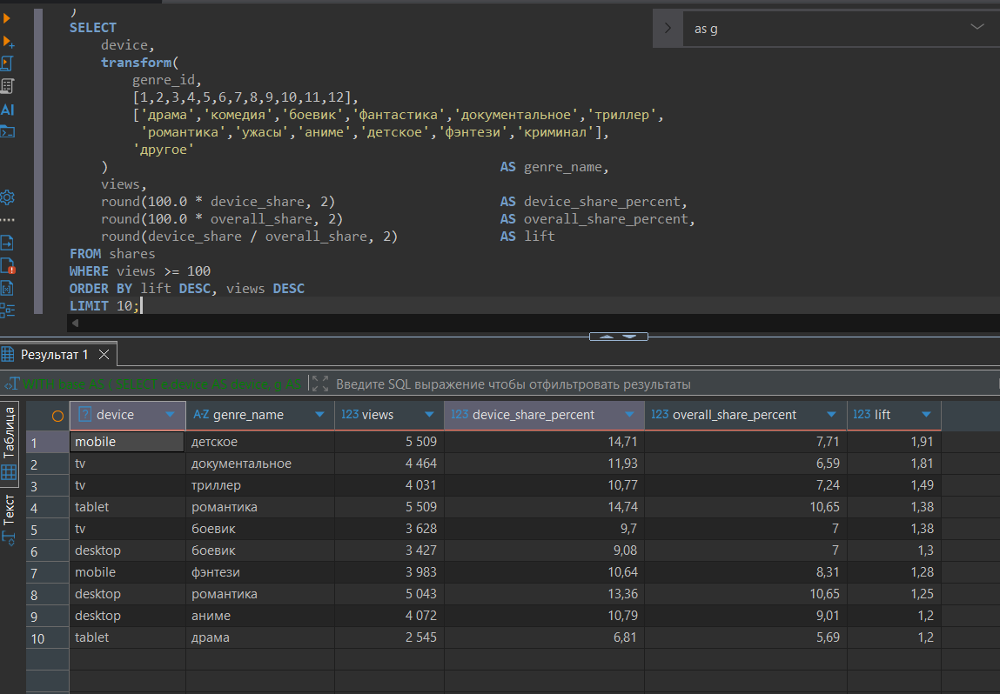 )
SELECT
as g
device,
transform(
genre_id,
[1,2,3,4,5,6,7,8,9,10,11,12],
['драма','комедия','боевик','фантастика','документальное','триллер',
'романтика','ужасы','аниме','детское','фэнтези','криминал'],
'другое'
) AS genre_name,
views,
round(100.0 * device_share, 2) AS device_share_percent,
round(100.0 * overall_share, 2) AS overall_share_percent,
round(device_share / overall_share, 2) AS lift
FROM shares
WHERE views >= 100
ORDER BY lift DESC, views DESC
LIMIT 10;
AI
Результат 1
WITH base AS ( SELECT e.device AS device, g AS
Введите SQL выражение чтобы отфильтровать результаты
Таблица
Текст
device A-Z genre_name 123 views 123 device_share_percent 123 overall_share_percent 123 lift
1 mobile детское 5 509 14,71 7,71 1,91
2 tv документальное 4 464 11,93 6,59 1,81
3 tv триллер 4 031 10,77 7,24 1,49
4 tablet романтика 5 509 14,74 10,65 1,38
5 tv боевик 3 628 9,7 7 1,38
6 desktop боевик 3 427 9,08 7 1,3
7 mobile фэнтези 3 983 10,64 8,31 1,28
8 desktop романтика 5 043 13,36 10,65 1,25
9 desktop аниме 4 072 10,79 9,01 1,2
10 tablet драма 2 545 6,81 5,69 1,2